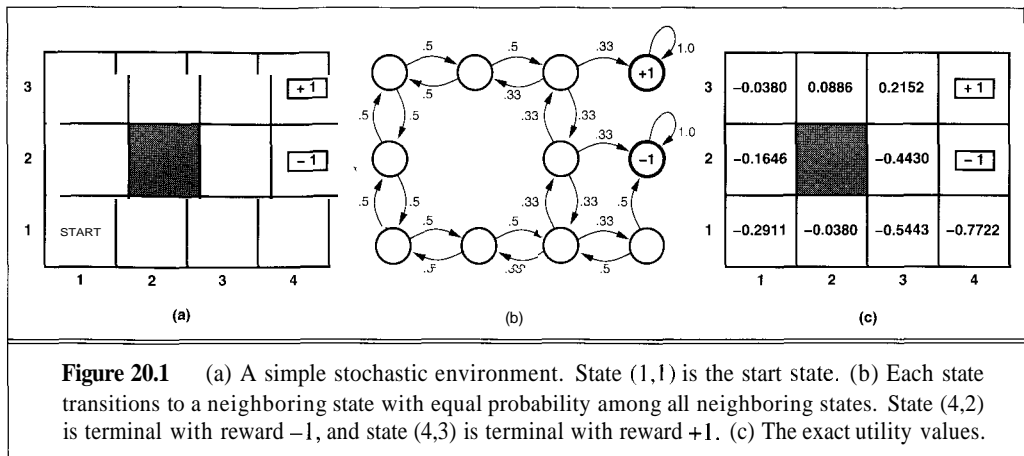 3
2
1
START
+ 1
- 1
1 2 3 4
(a)
.5 .5 .33 1.0
+1
.5 .33
.5 .5 .33 .33
.33 1.0
-1
.5 .5 .33 .33 .5
.5 .5 .33
.5
(b)
3 -0.0380 0.0886 0.2152 + 1
2 -0.1646 -0.4430 - 1
1 -0.2911 -0.0380 -0.5443 -0.7722
1 2 3 4
(c)
Figure 20.1 (a) A simple stochastic environment. State (1,1) is the start state. (b) Each state
transitions to a neighboring state with equal probability among all neighboring states. State (4,2)
is terminal with reward -1, and state (4,3) is terminal with reward +1. (c) The exact utility values.